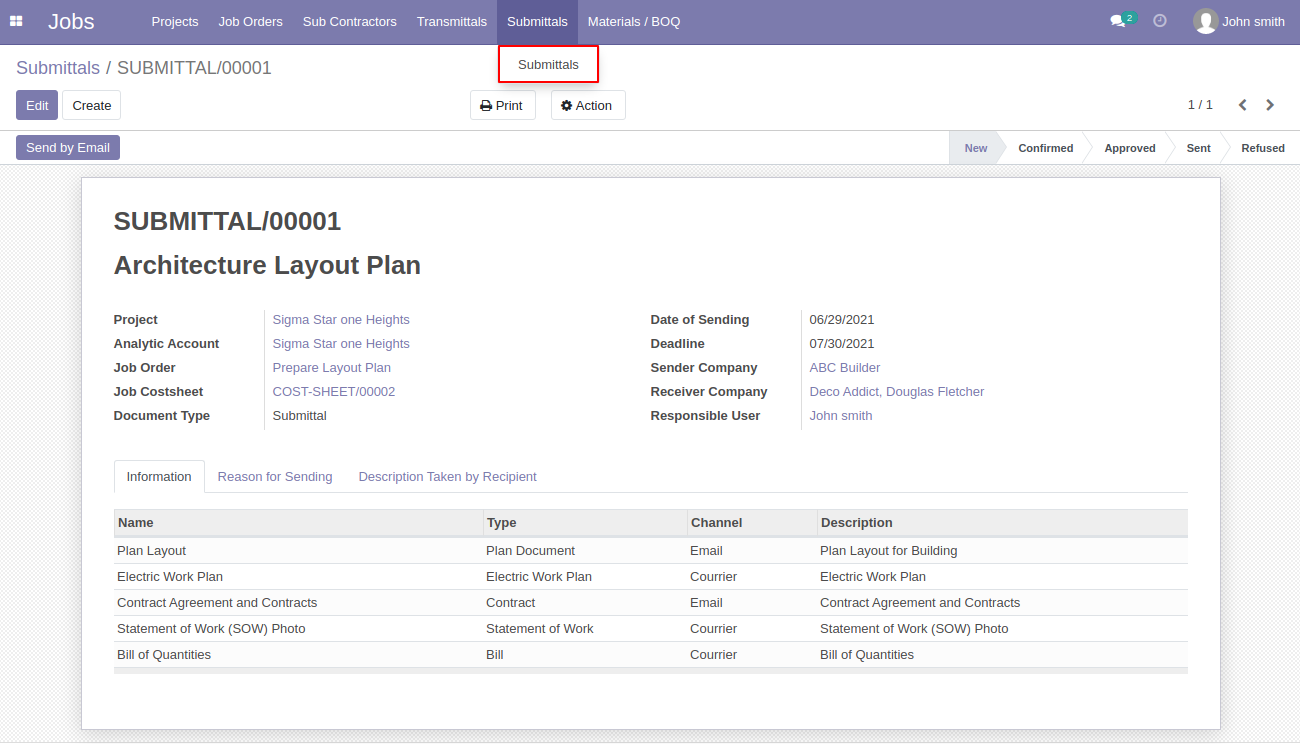 Jobs Projects Job Orders Sub Contractors Transmittals Submittals Materials / BOQ 2 John smith
Submittals / SUBMITTAL/00001
Submittals
Edit Create Print Action 1 / 1
Send by Email New Confirmed Approved Sent Refused
SUBMITTAL/00001
Architecture Layout Plan
Project Sigma Star one Heights Date of Sending 06/29/2021
Analytic Account Sigma Star one Heights Deadline 07/30/2021
Job Order Prepare Layout Plan Sender Company ABC Builder
Job Costsheet COST-SHEET/00002 Receiver Company Deco Addict, Douglas Fletcher
Document Type Submittal Responsible User John smith
Information Reason for Sending Description Taken by Recipient
Name Type Channel Description
Plan Layout Plan Document Email Plan Layout for Building
Electric Work Plan Electric Work Plan Courrier Electric Work Plan
Contract Agreement and Contracts Contract Email Contract Agreement and Contracts
Statement of Work (SOW) Photo Statement of Work Courrier Statement of Work (SOW) Photo
Bill of Quantities Bill Courrier Bill of Quantities